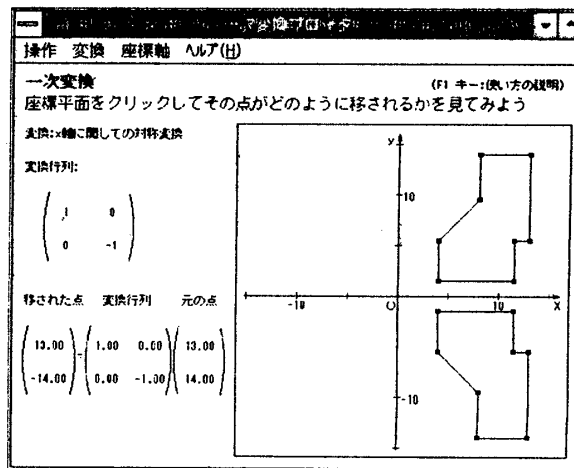 操作 変換 座標軸 ヘルプ(H)
一次変換
(F1 キー:使い方の説明)
座標平面をクリックしてその点がどのように移されるかを見てみよう
変換:x軸に関しての対称変換
変換行列:
1 0
0 -1
移された点 変換行列 元の点
13.00 = 1.00 0.00 13.00
-14.00 0.00 -1.00 14.00
y
10
-10
O
10
X
-10